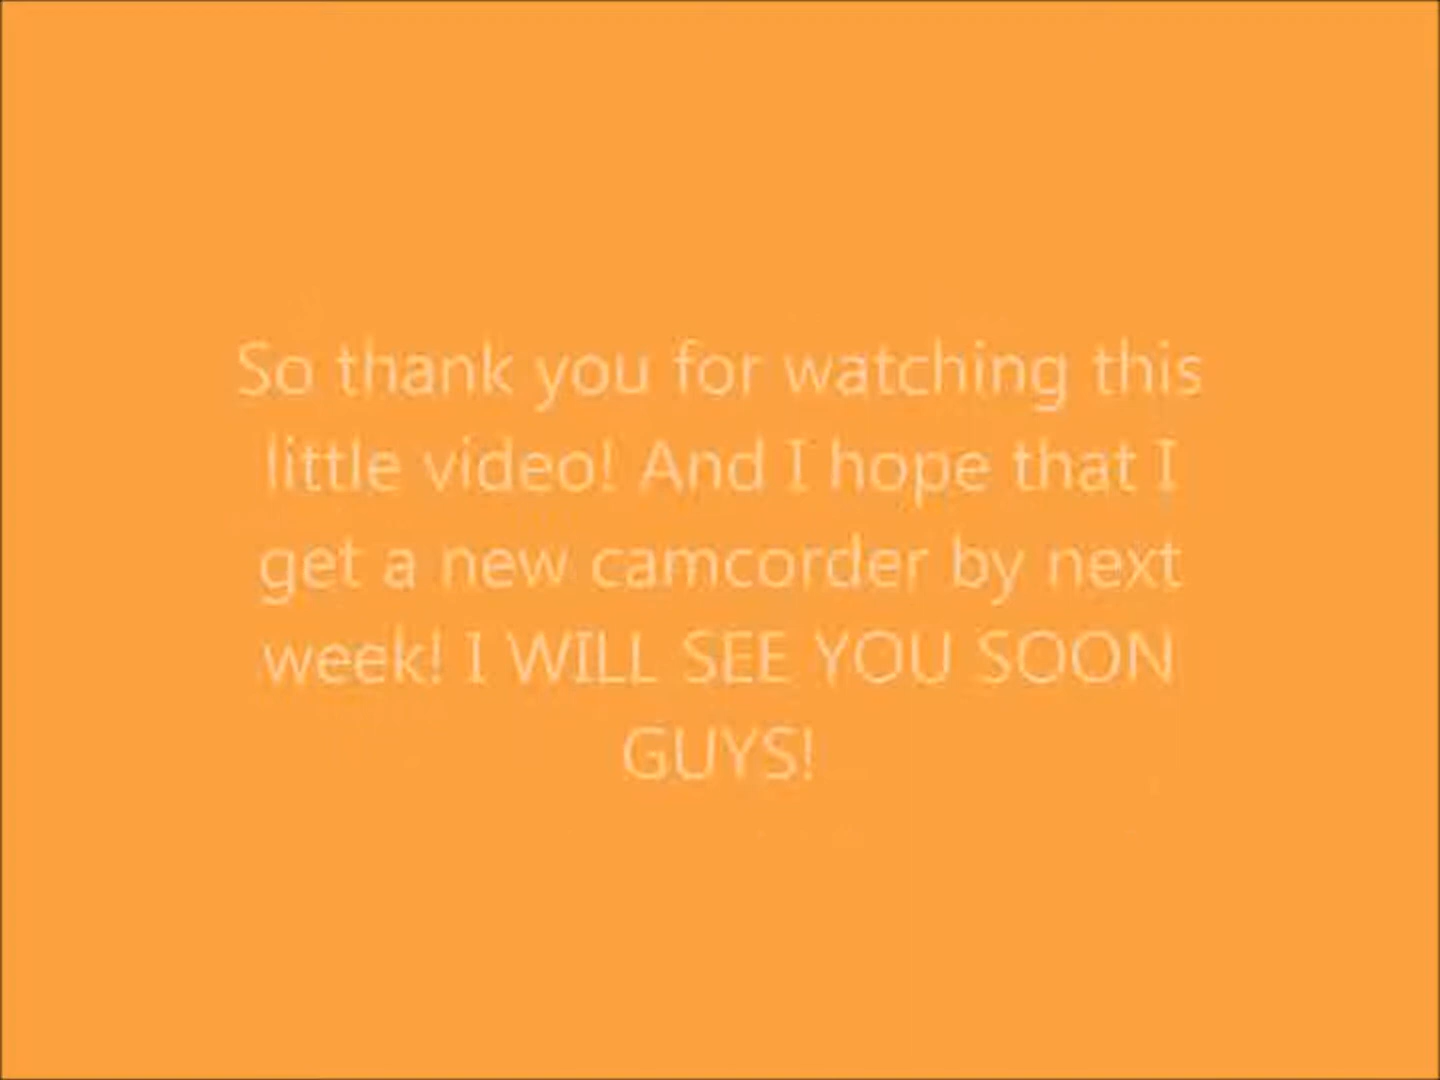 So thank you for watching this
little video! And I hope that I
get a new camcorder by next
week! I WILL SEE YOU SOON
GUYS!